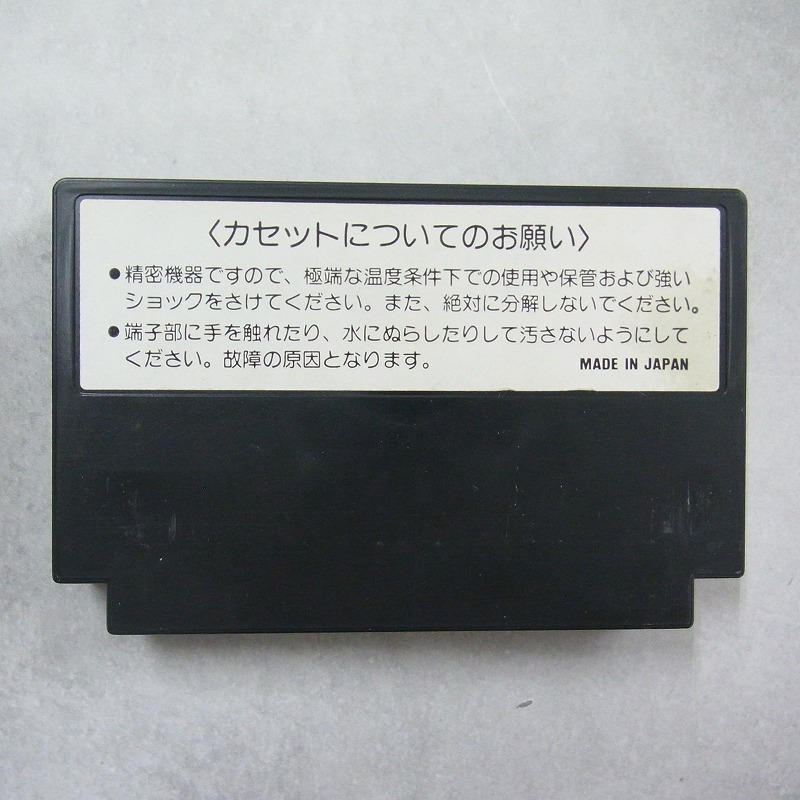 〈カセットについてのお願い〉
●精密機器ですので、極端な温度条件下での使用や保管および強い
ショックをさけてください。また、絶対に分解しないでください。
●端子部に手を触れたり、水にぬらしたりして汚さないようにして
ください。故障の原因となります。
MADE IN JAPAN